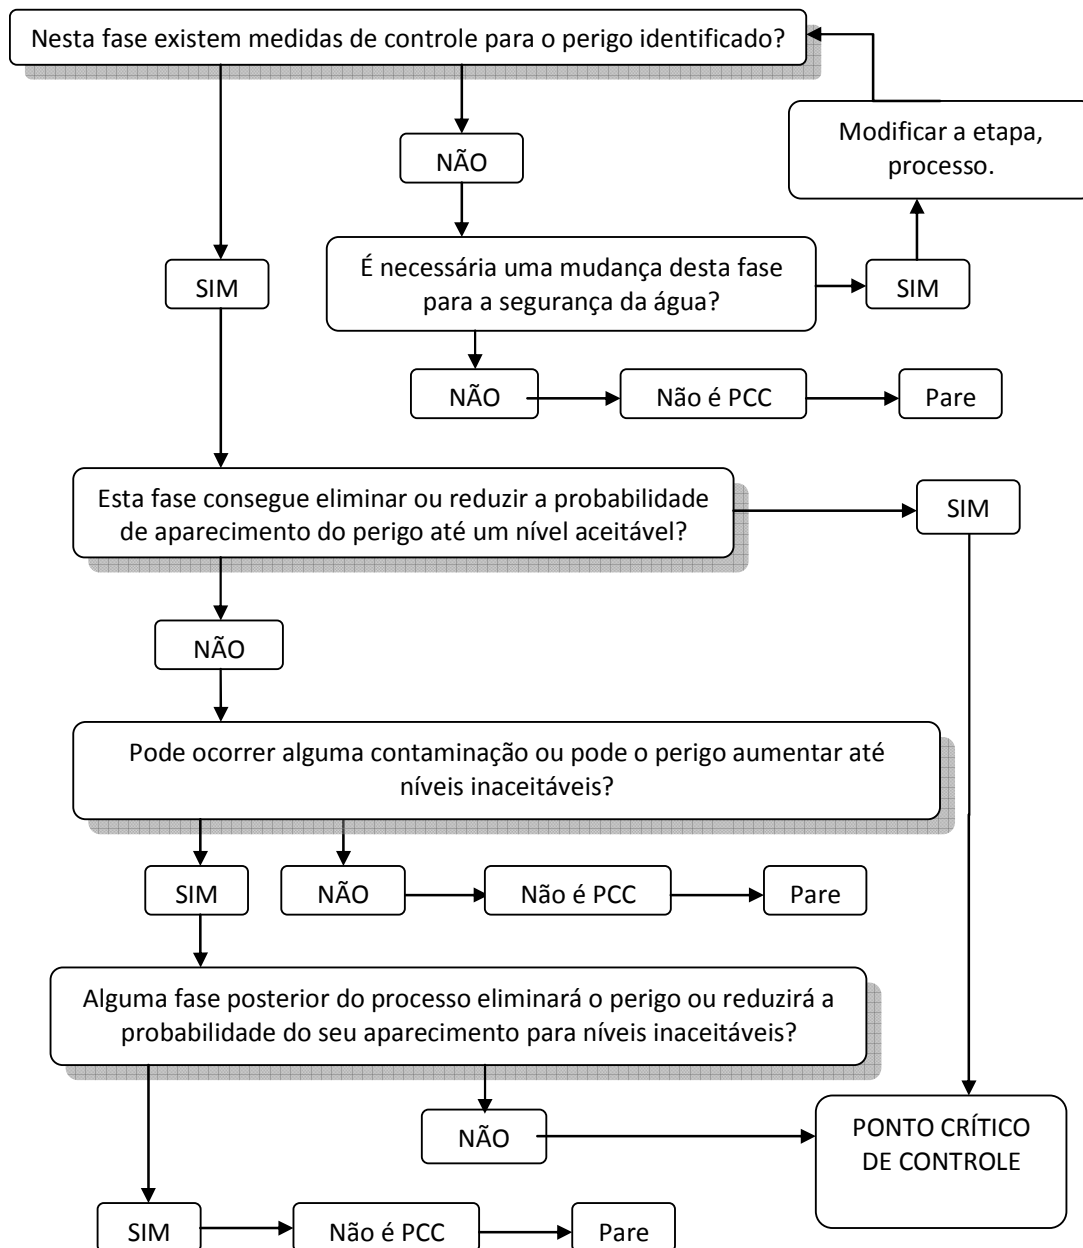 Nesta fase existem medidas de controle para o perigo identificado?
Modificar a etapa,
processo.
NÃO
SIM
É necessária uma mudança desta fase
para a segurança da água?
SIM
NÃO
Não é PCC
Pare
Esta fase consegue eliminar ou reduzir a probabilidade
de aparecimento do perigo até um nível aceitável?
SIM
NÃO
Pode ocorrer alguma contaminação ou pode o perigo aumentar até
níveis inaceitáveis?
SIM
NÃO
Não é PCC
Pare
Alguma fase posterior do processo eliminará o perigo ou reduzirá a
probabilidade do seu aparecimento para níveis inaceitáveis?
NÃO
PONTO CRÍTICO
DE CONTROLE
SIM
Não é PCC
Pare